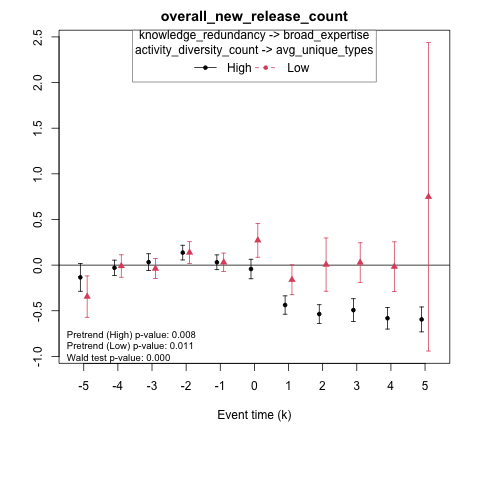 overall_new_release_count
knowledge_redundancy -> broad_expertise
activity_diversity_count -> avg_unique_types
High Low
2.5
2.0
1.5
1.0
0.5
0.0
-0.5
-1.0
Pretrend (High) p-value: 0.008
Pretrend (Low) p-value: 0.011
Wald test p-value: 0.000
-5 -4 -3 -2 -1 0 1 2 3 4 5
Event time (k)